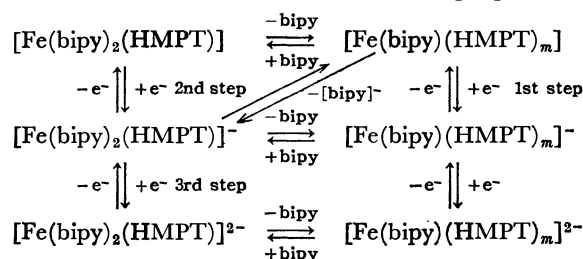 [Fe(bipy)₂(HMPT)] −bipy ⇌ +bipy [Fe(bipy)(HMPT)ₘ]
−e⁻ ⇅ +e⁻ 2nd step −[bipy]⁻ −e⁻ ⇅ +e⁻ 1st step
[Fe(bipy)₂(HMPT)]⁻ −bipy ⇌ +bipy [Fe(bipy)(HMPT)ₘ]⁻
−e⁻ ⇅ +e⁻ 3rd step −e⁻ ⇅ +e⁻
[Fe(bipy)₂(HMPT)]²⁻ −bipy ⇌ +bipy [Fe(bipy)(HMPT)ₘ]²⁻